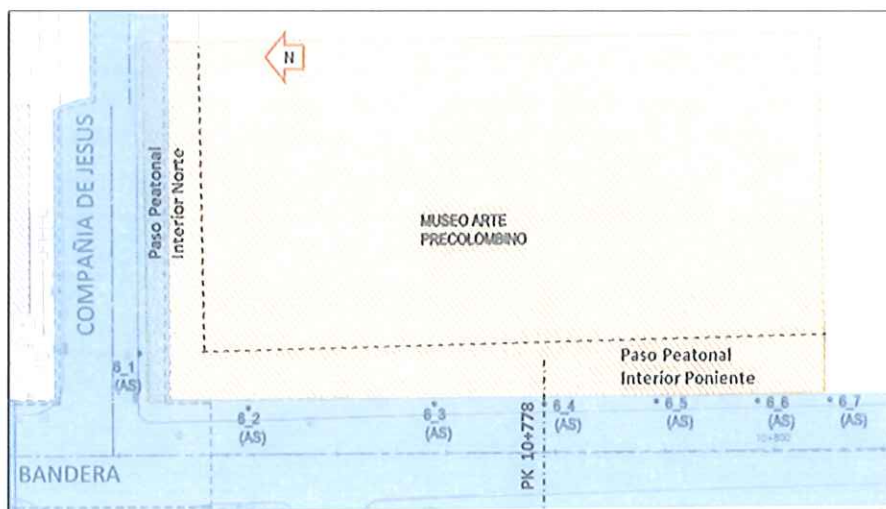 N
COMPAÑIA DE JESUS
Paso Peatonal
Interior Norte
MUSEO ARTE
PRECOLOMBINO
Paso Peatonal
Interior Poniente
6_1
(AS)
6_2
(AS)
6_3
(AS)
PK 10+778
6_4
(AS)
6_5
(AS)
6_6
(AS)
10+800
6_7
(AS)
BANDERA